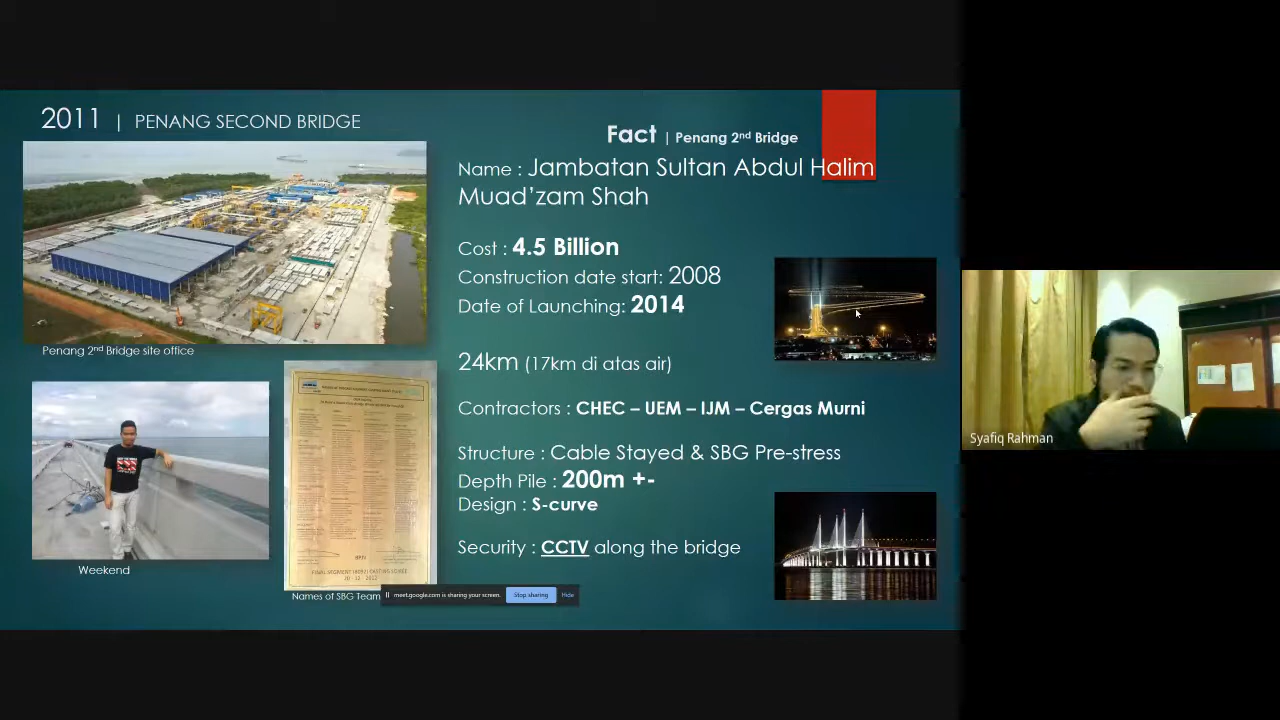 2011 | PENANG SECOND BRIDGE
Penang 2nd Bridge site office
Weekend
FINAL SEGMENT
Names of SBG Team
Fact | Penang 2nd Bridge
Name : Jambatan Sultan Abdul Halim
Muad’zam Shah
Cost : 4.5 Billion
Construction date start: 2008
Date of Launching: 2014
24km (17km di atas air)
Contractors : CHEC – UEM – IJM – Cergas Murni
Structure : Cable Stayed & SBG Pre-stress
Depth Pile : 200m +-
Design : S-curve
Security : CCTV along the bridge
meet.google.com is sharing your screen.
Stop sharing
Hide
Syafiq Rahman